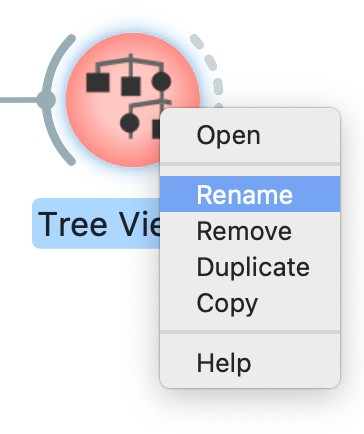 Open
Rename
Tree Vie
Remove
Duplicate
Copy
Help